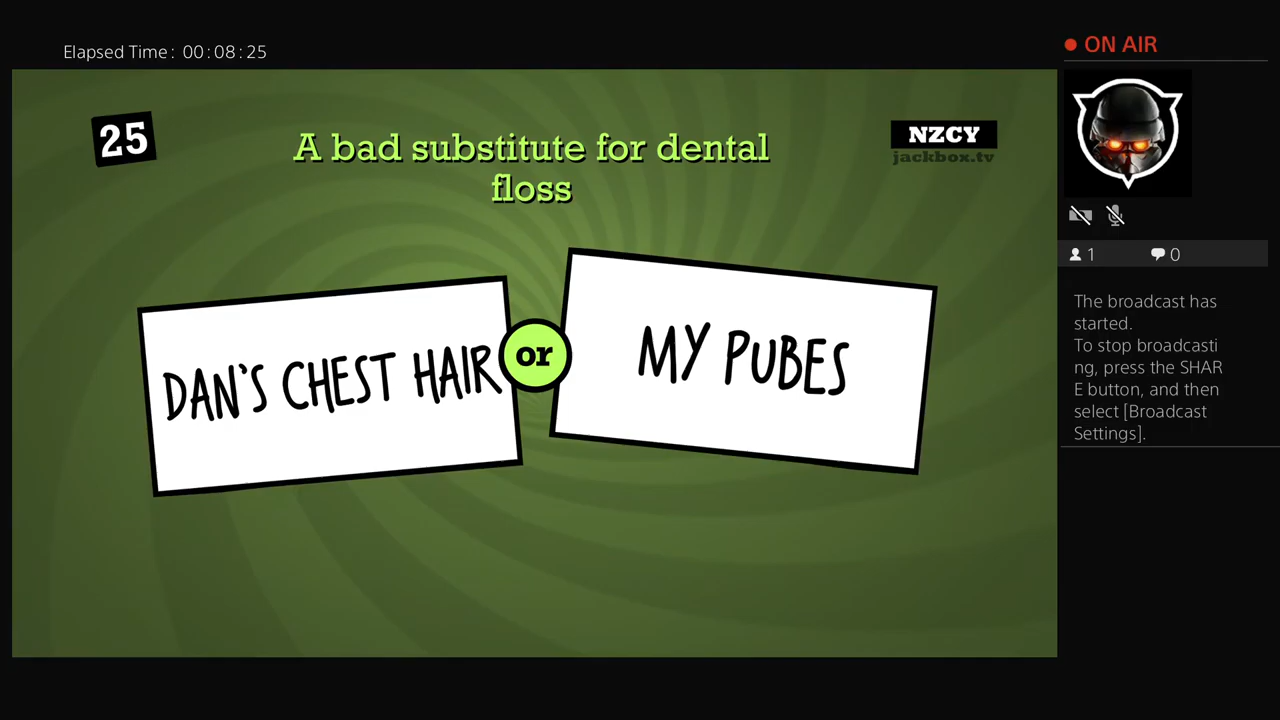 Elapsed Time: 00:08:25
ON AIR
25
A bad substitute for dental
floss
NZCY
jackbox.tv
DAN'S CHEST HAIR
or
MY PUBES
1
0
The broadcast has
started.
To stop broadcasti
ng, press the SHAR
E button, and then
select [Broadcast
Settings].